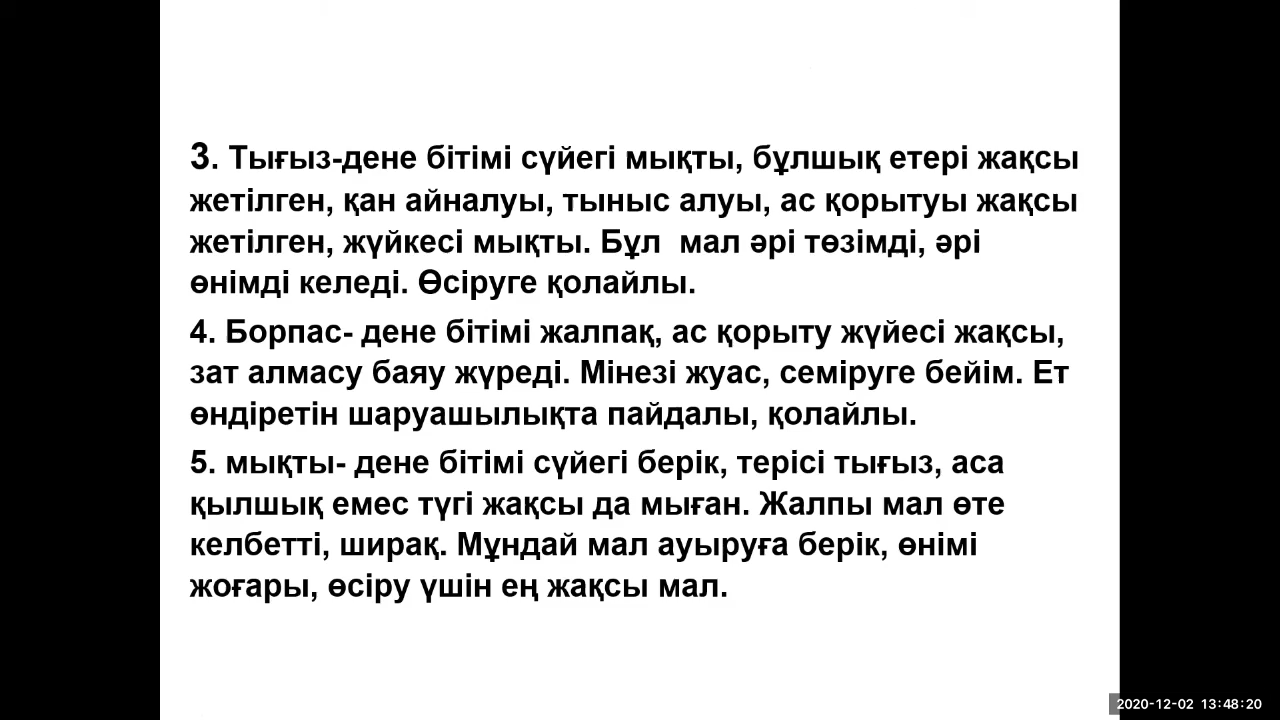 3. Тығыз-дене бітімі сүйегі мықты, бұлшық етері жақсы
жетілген, қан айналуы, тыныс алуы, ас қорытуы жақсы
жетілген, жүйкесі мықты. Бұл  мал әрі төзімді, әрі
өнімді келеді. Өсіруге қолайлы.
4. Борпас- дене бітімі жалпақ, ас қорыту жүйесі жақсы,
зат алмасу баяу жүреді. Мінезі жуас, семіруге бейім. Ет
өндіретін шаруашылықта пайдалы, қолайлы.
5. мықты- дене бітімі сүйегі берік, терісі тығыз, аса
қылшық емес түгі жақсы да мыған. Жалпы мал өте
келбетті, ширақ. Мұндай мал ауыруға берік, өнімі
жоғары, өсіру үшін ең жақсы мал.
2020-12-02 13:48:20